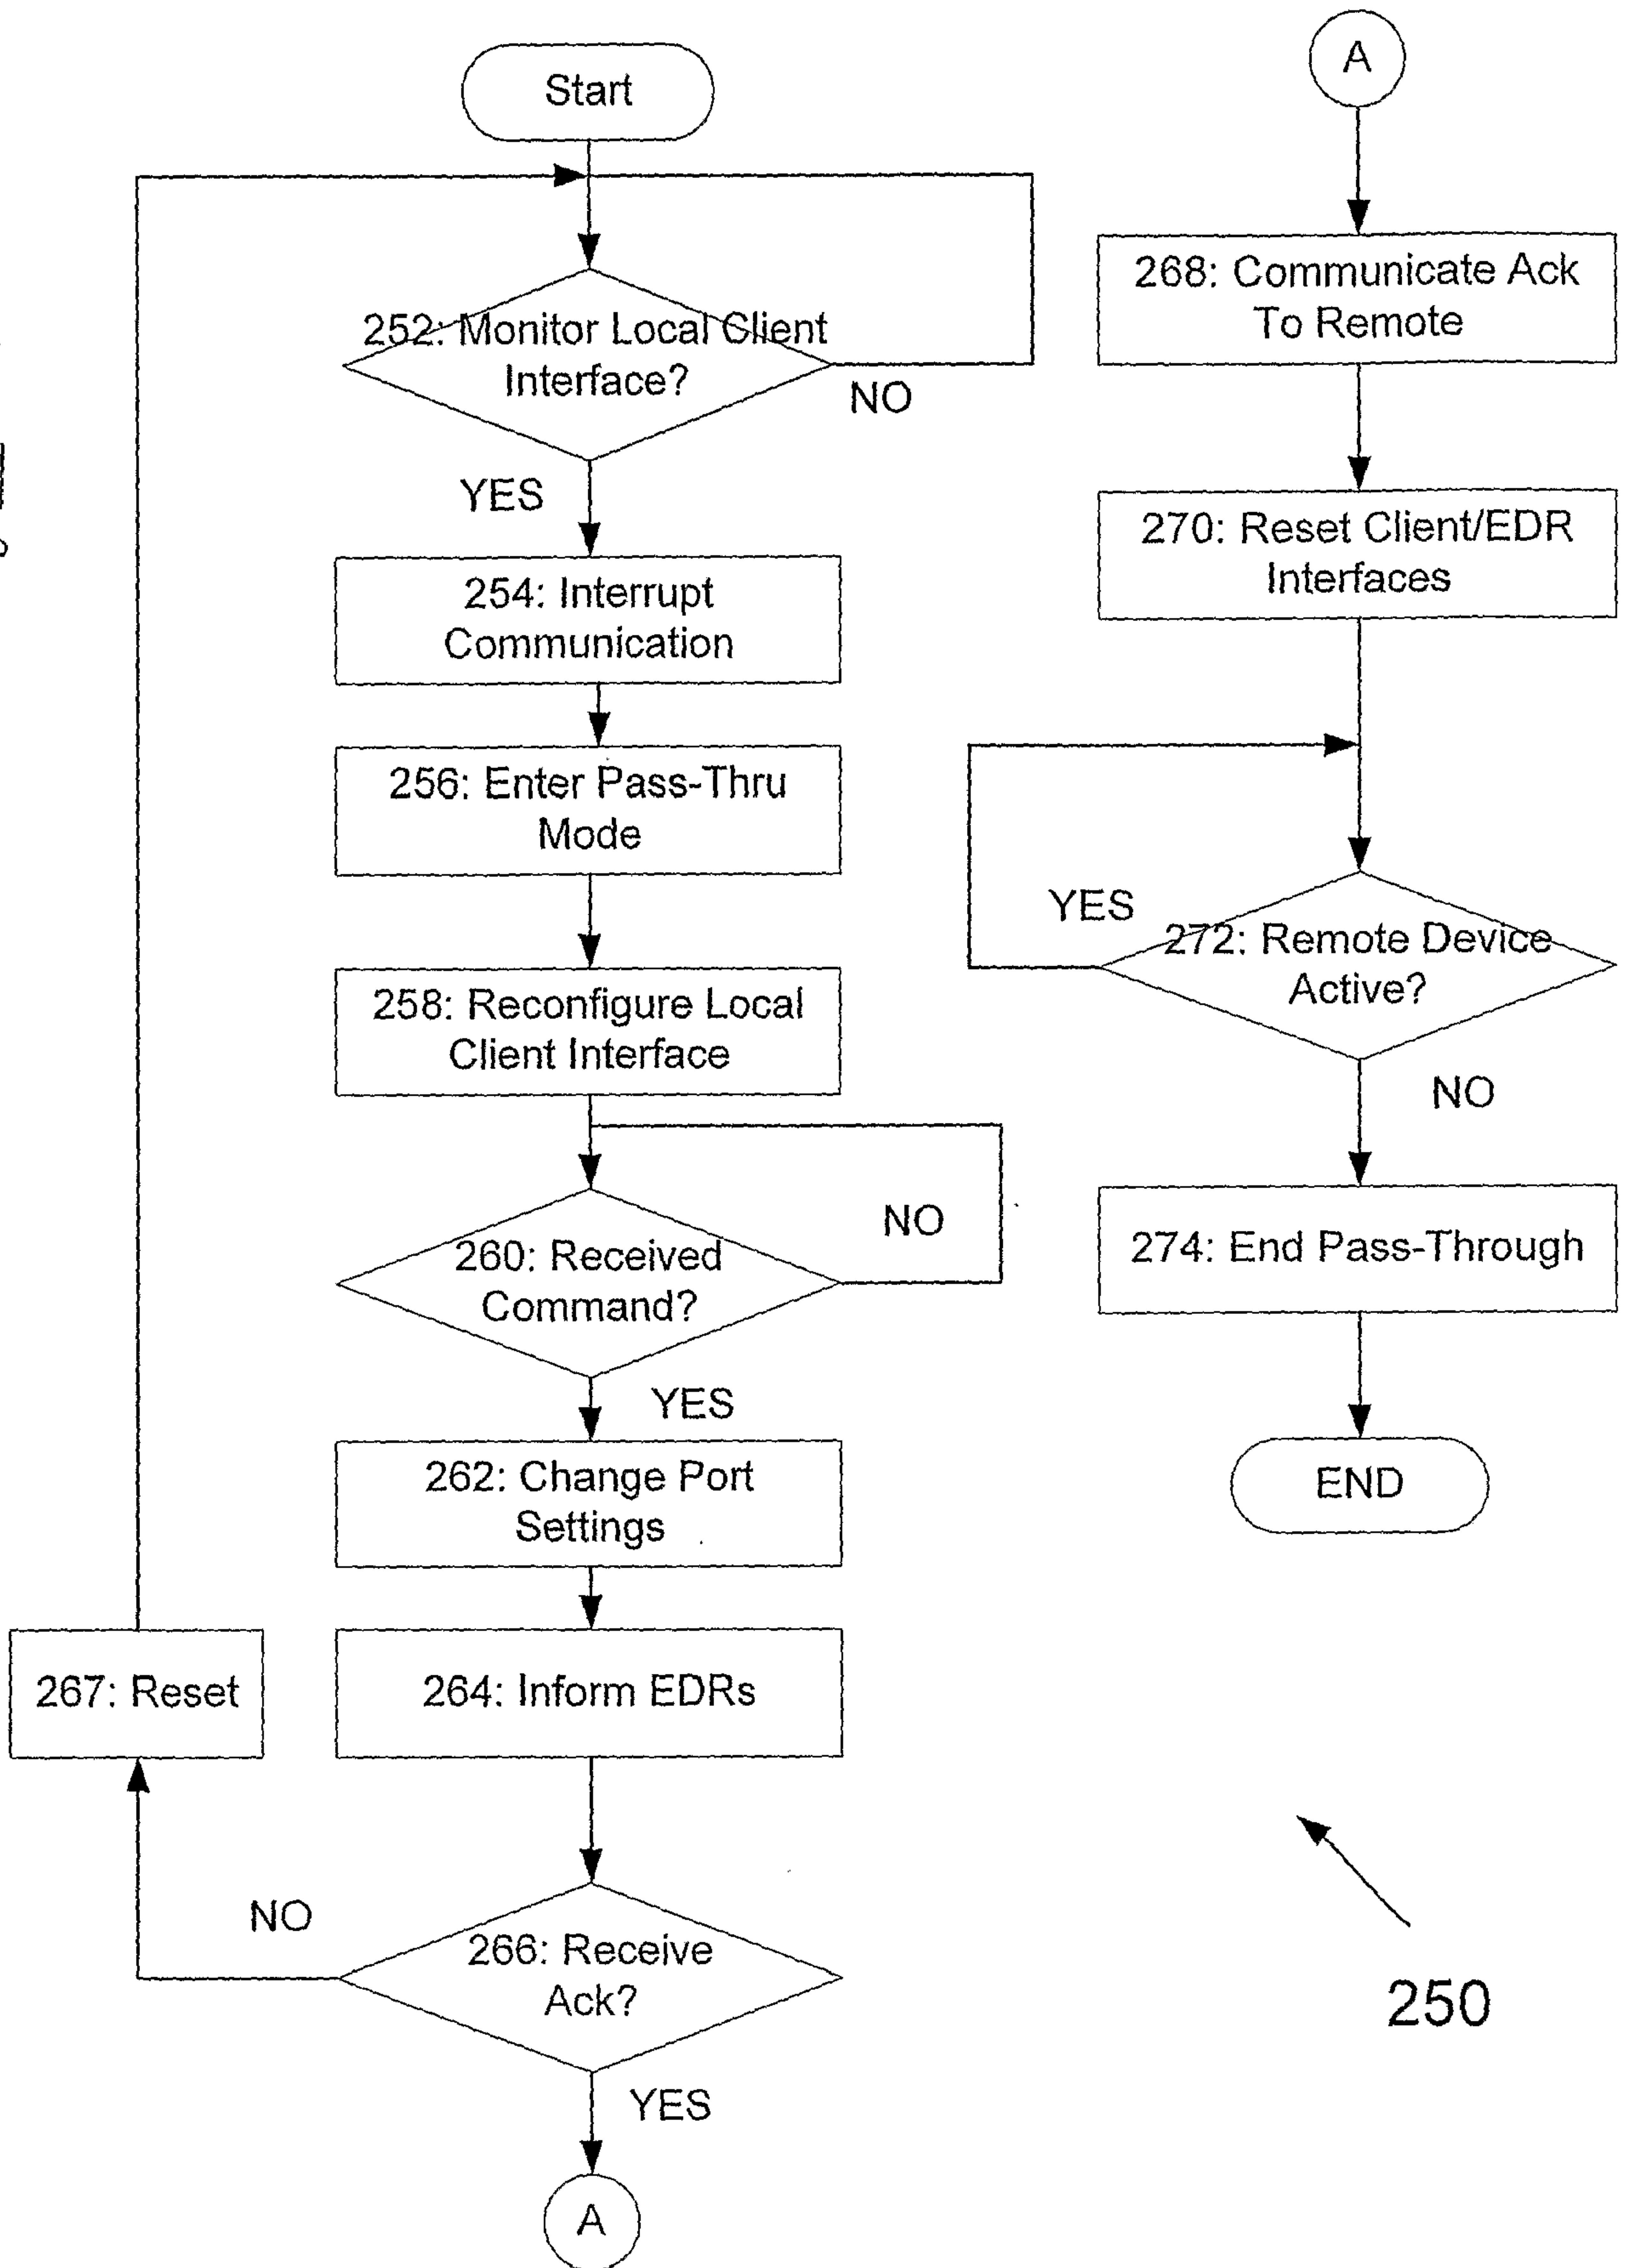 Start
252: Monitor Local Client
Interface?
NO
YES
254: Interrupt
Communication
256: Enter Pass-Thru
Mode
258: Reconfigure Local
Client Interface
260: Received
Command?
NO
YES
262: Change Port
Settings
264: Inform EDRs
267: Reset
266: Receive
Ack?
NO
YES
A
A
268: Communicate Ack
To Remote
270: Reset Client/EDR
Interfaces
272: Remote Device
Active?
YES
NO
274: End Pass-Through
END
250